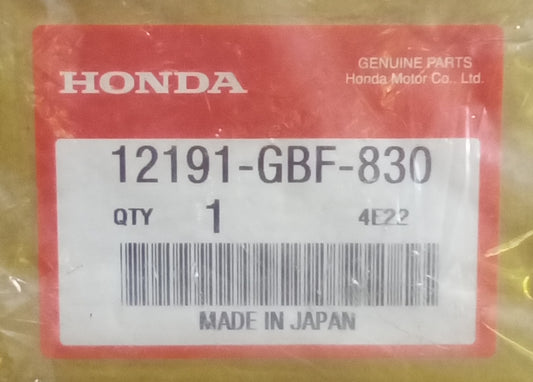 HONDA
GENUINE PARTS
Honda Motor Co., Ltd.
12191-GBF-830
QTY 1 4E22
MADE IN JAPAN